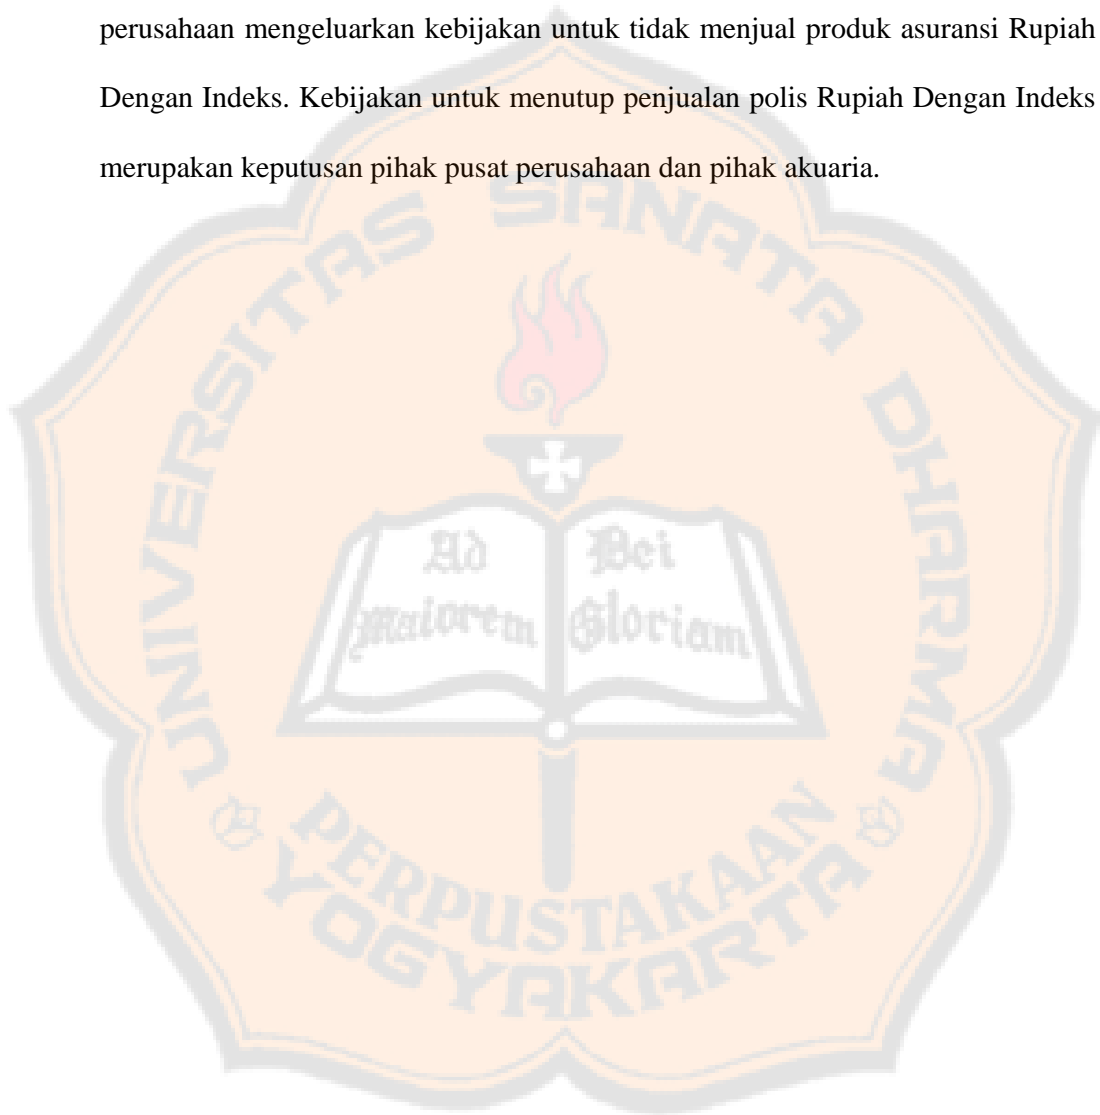 perusahaan mengeluarkan kebijakan untuk tidak menjual produk asuransi Rupiah
Dengan Indeks. Kebijakan untuk menutup penjualan polis Rupiah Dengan Indeks
merupakan keputusan pihak pusat perusahaan dan pihak akuaria.
UNIVERSITAS SANATA DHARMA
Ad
maiorem
Dei
Gloriam
PERPUSTAKAAN
YOGYAKARTA